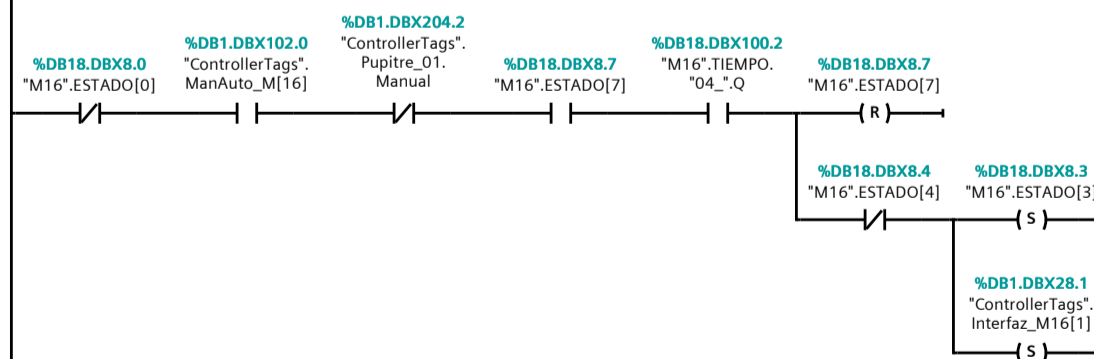 %DB18.DBX8.0
"M16".ESTADO[0]
%DB1.DBX102.0
"ControllerTags".
ManAuto_M[16]
%DB1.DBX204.2
"ControllerTags".
Pupitre_01.
Manual
%DB18.DBX8.7
"M16".ESTADO[7]
%DB18.DBX100.2
"M16".TIEMPO.
"04_".Q
%DB18.DBX8.7
"M16".ESTADO[7]
R
%DB18.DBX8.4
"M16".ESTADO[4]
%DB18.DBX8.3
"M16".ESTADO[3]
S
%DB1.DBX28.1
"ControllerTags".
Interfaz_M16[1]
S